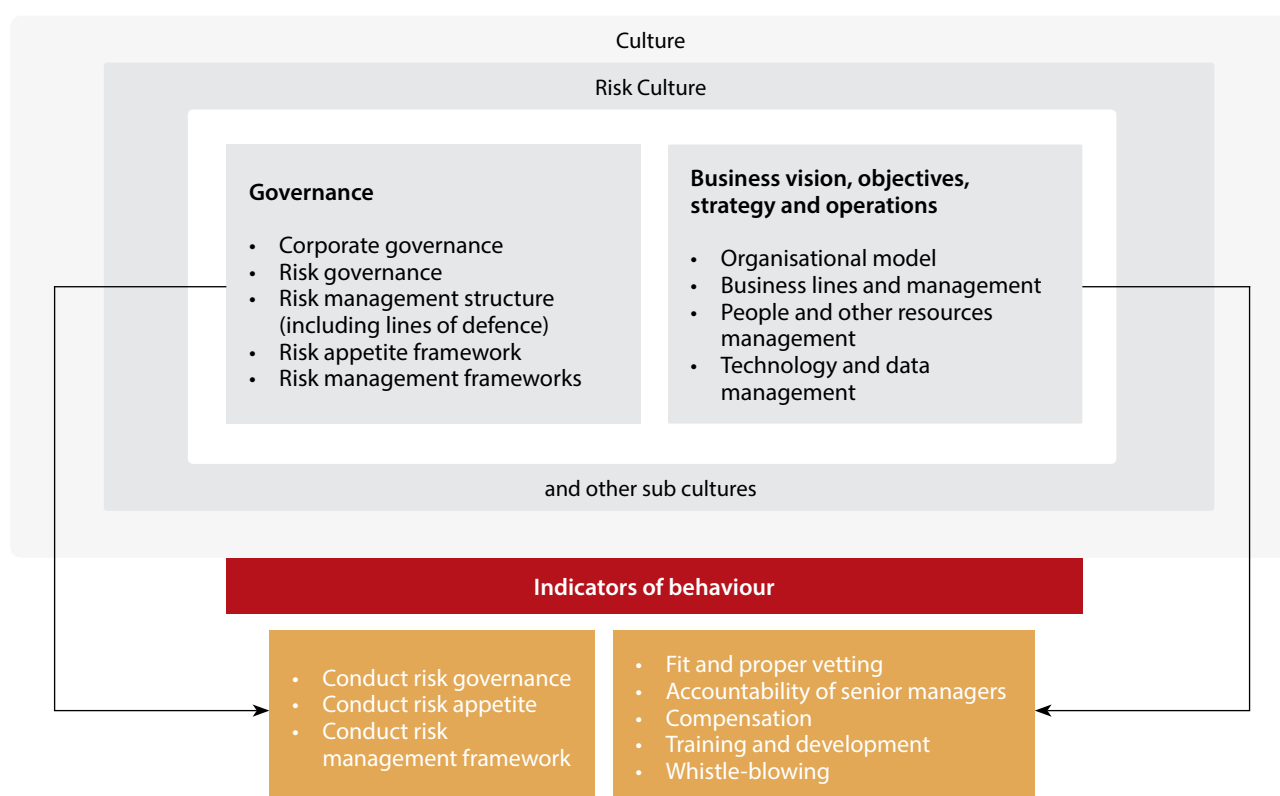 Culture
Risk Culture
Governance
• Corporate governance
• Risk governance
• Risk management structure
(including lines of defence)
• Risk appetite framework
• Risk management frameworks
Business vision, objectives,
strategy and operations
• Organisational model
• Business lines and management
• People and other resources
management
• Technology and data
management
and other sub cultures
Indicators of behaviour
• Conduct risk governance
• Conduct risk appetite
• Conduct risk
management framework
• Fit and proper vetting
• Accountability of senior managers
• Compensation
• Training and development
• Whistle-blowing